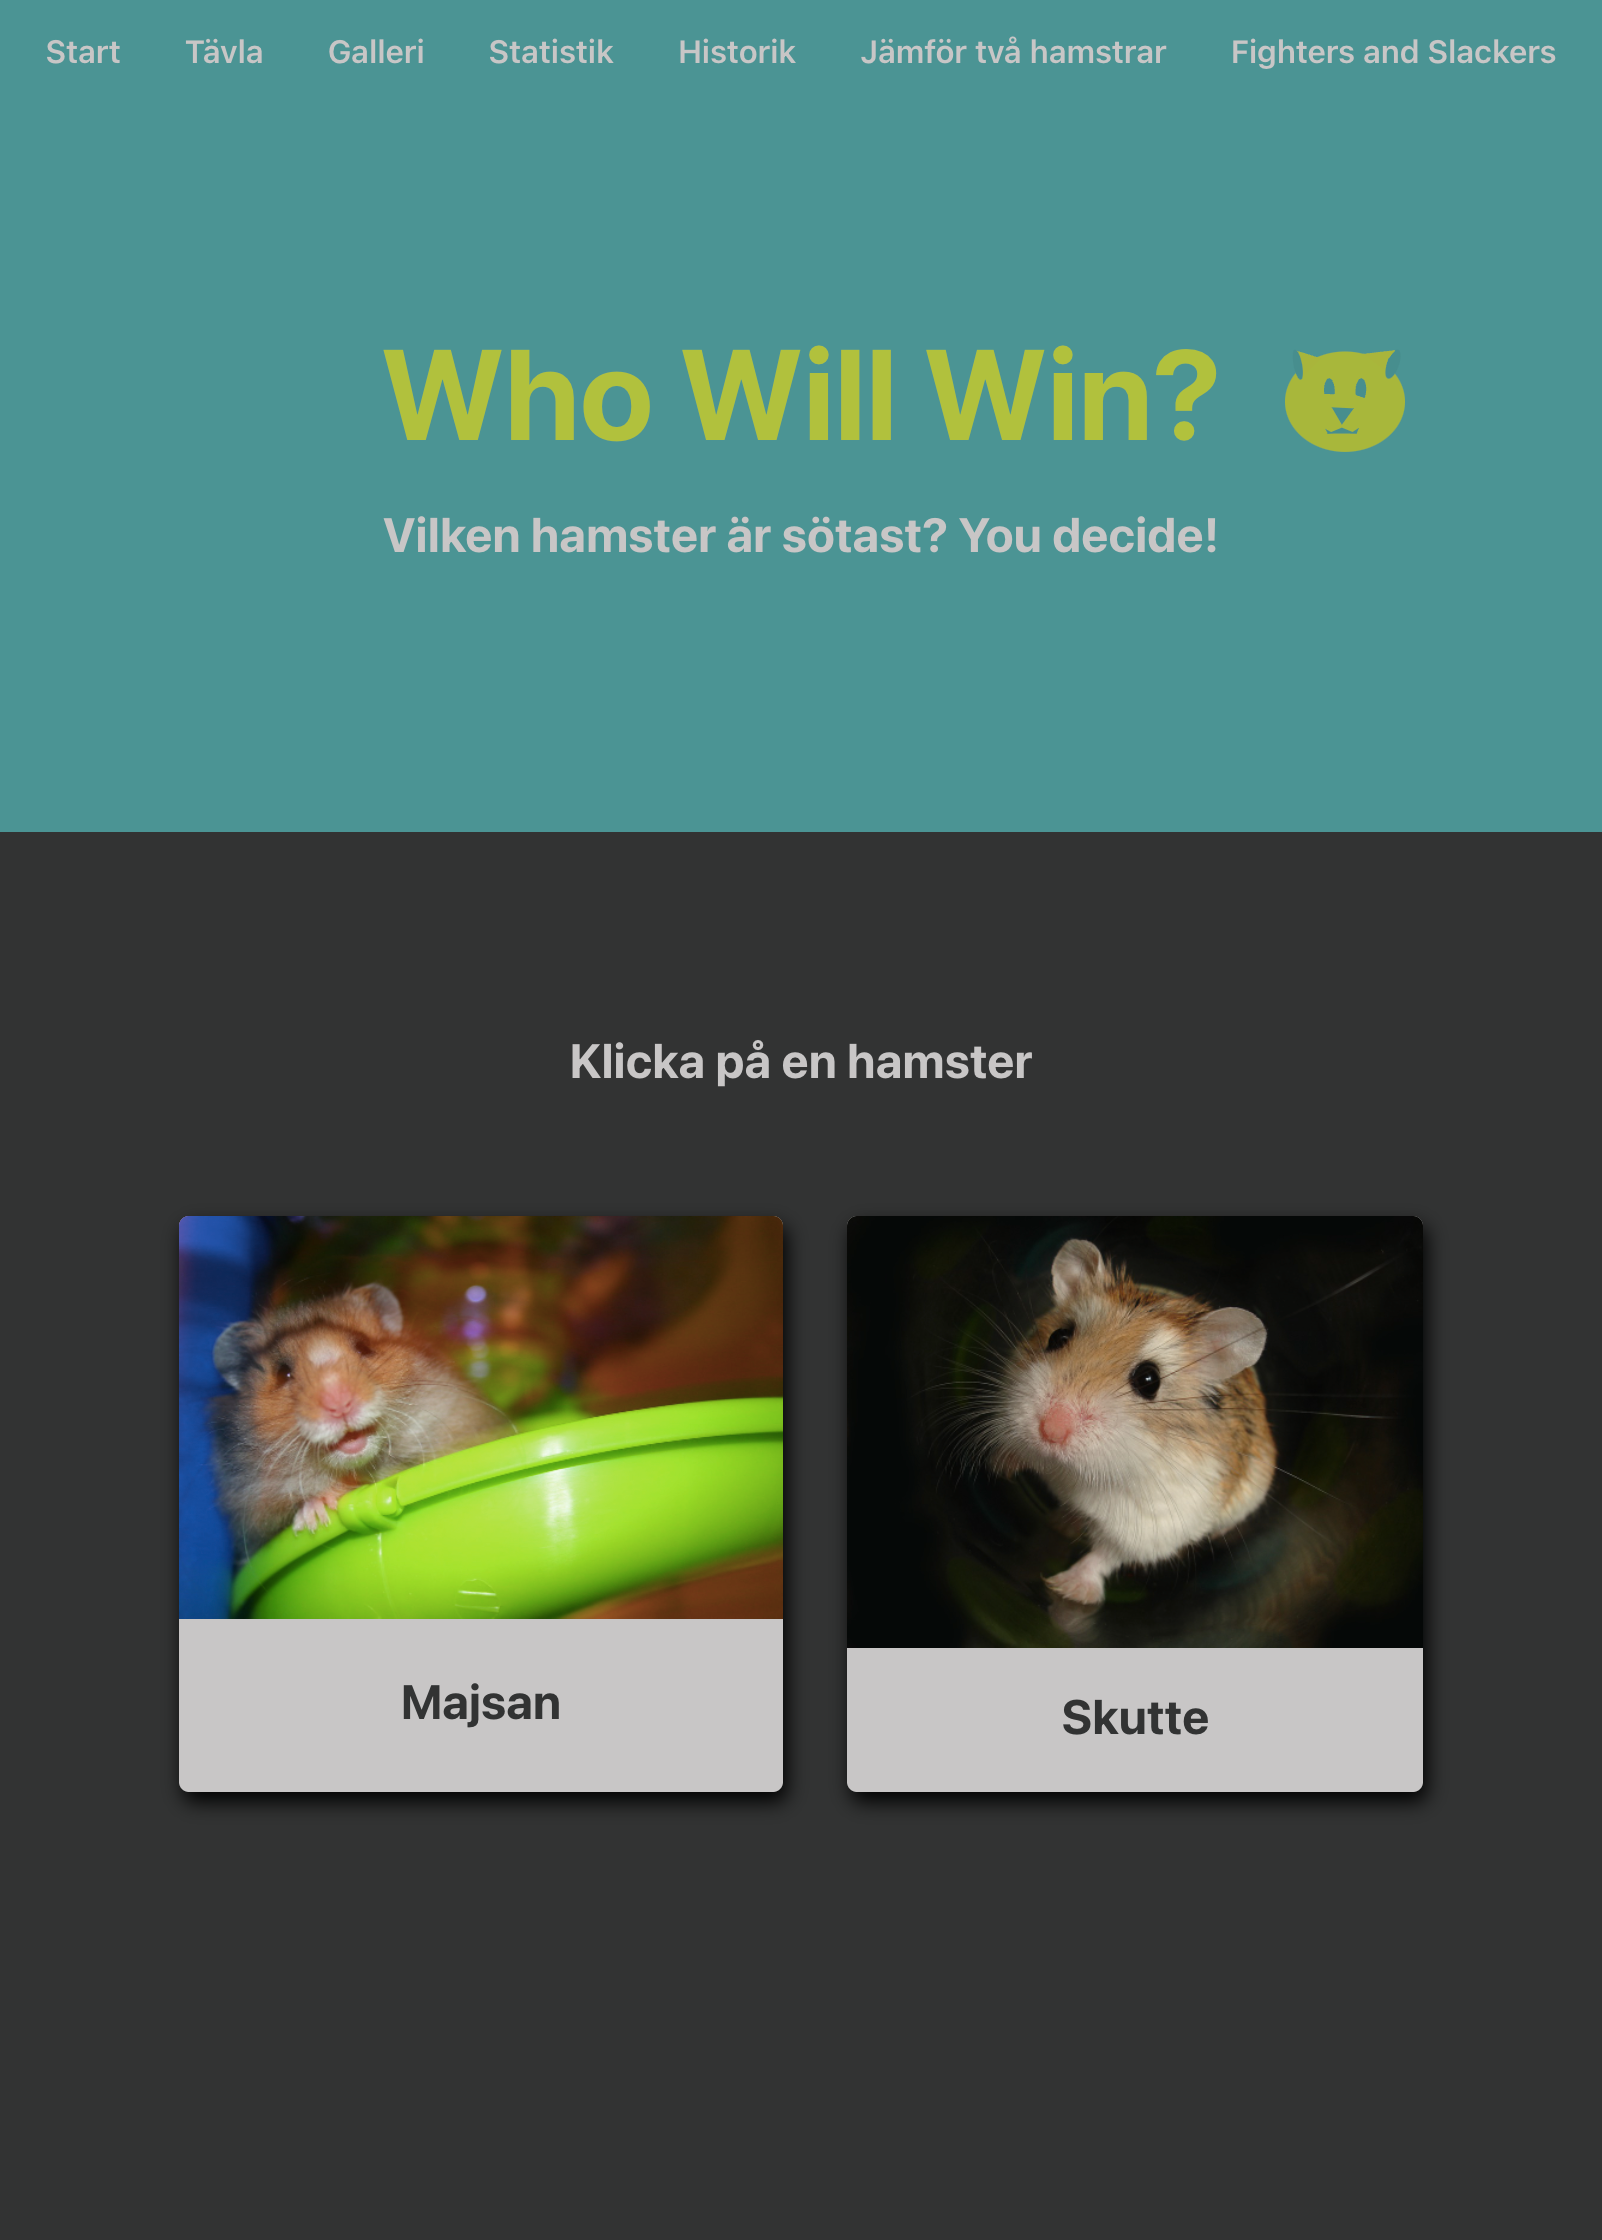 Start Tävla Galleri Statistik Historik Jämför två hamstrar Fighters and Slackers
Who Will Win?
Vilken hamster är sötast? You decide!
Klicka på en hamster
Majsan
Skutte